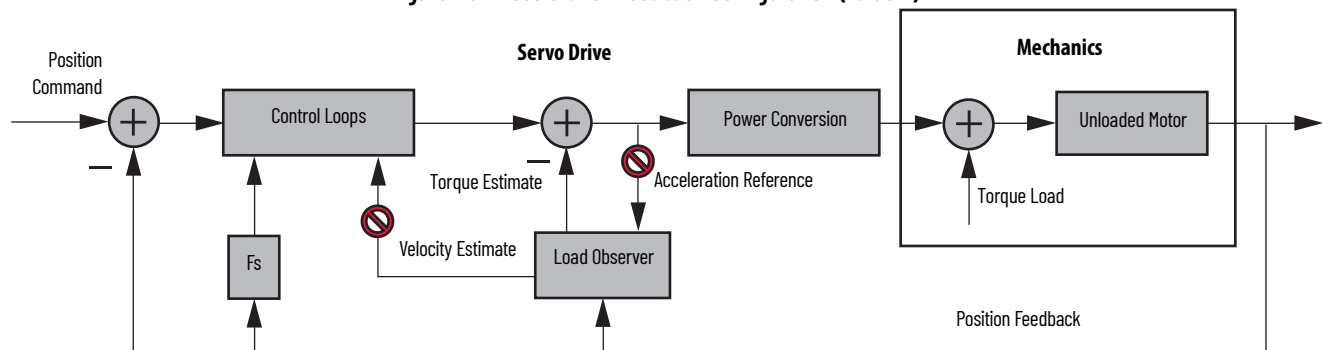 Servo Drive
Mechanics
Position
Command
Control Loops
Power Conversion
Unloaded Motor
Torque Estimate
Acceleration Reference
Torque Load
Velocity Estimate
Fs
Load Observer
Position Feedback